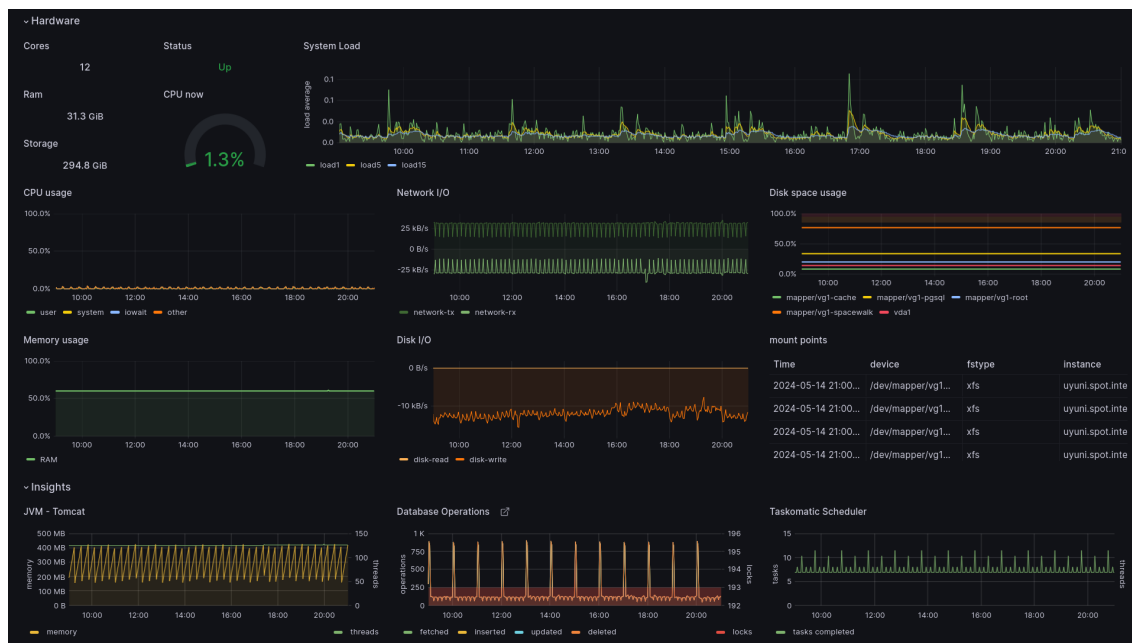 Hardware
Cores
12
Ram
31.3 GiB
Storage
294.8 GiB
Status
Up
CPU now
1.3%
System Load
load average
0.1
0.1
0.0
0.0
10:00 11:00 12:00 13:00 14:00 15:00 16:00 17:00 18:00 19:00 20:00 21:0
load1 load5 load15
CPU usage
100.0%
50.0%
0.0%
10:00 12:00 14:00 16:00 18:00 20:00
user system iowait other
Network I/O
25 kB/s
0 B/s
-25 kB/s
10:00 12:00 14:00 16:00 18:00 20:00
network-tx network-rx
Disk space usage
100.0%
50.0%
0.0%
10:00 12:00 14:00 16:00 18:00 20:00
mapper/vg1-cache mapper/vg1-pgsql mapper/vg1-root
mapper/vg1-spacewalk vda1
Memory usage
100.0%
50.0%
0.0%
10:00 12:00 14:00 16:00 18:00 20:00
RAM
Disk I/O
0 B/s
-10 kB/s
10:00 12:00 14:00 16:00 18:00 20:00
disk-read disk-write
mount points
Time device fstype instance
2024-05-14 21:00... /dev/mapper/vg1... xfs uyuni.spot.inte
2024-05-14 21:00... /dev/mapper/vg1... xfs uyuni.spot.inte
2024-05-14 21:00... /dev/mapper/vg1... xfs uyuni.spot.inte
2024-05-14 21:00... /dev/mapper/vg1... xfs uyuni.spot.inte
Insights
JVM - Tomcat
memory
500 MB
400 MB
300 MB
200 MB
100 MB
0 B
150
100
50
0
threads
10:00 12:00 14:00 16:00 18:00 20:00
memory threads
Database Operations
operations
1 K
750
500
250
0
196
195
194
193
192
locks
10:00 12:00 14:00 16:00 18:00 20:00
fetched inserted updated deleted locks
Taskomatic Scheduler
tasks
15
10
5
0
threads
10:00 12:00 14:00 16:00 18:00 20:00
tasks completed